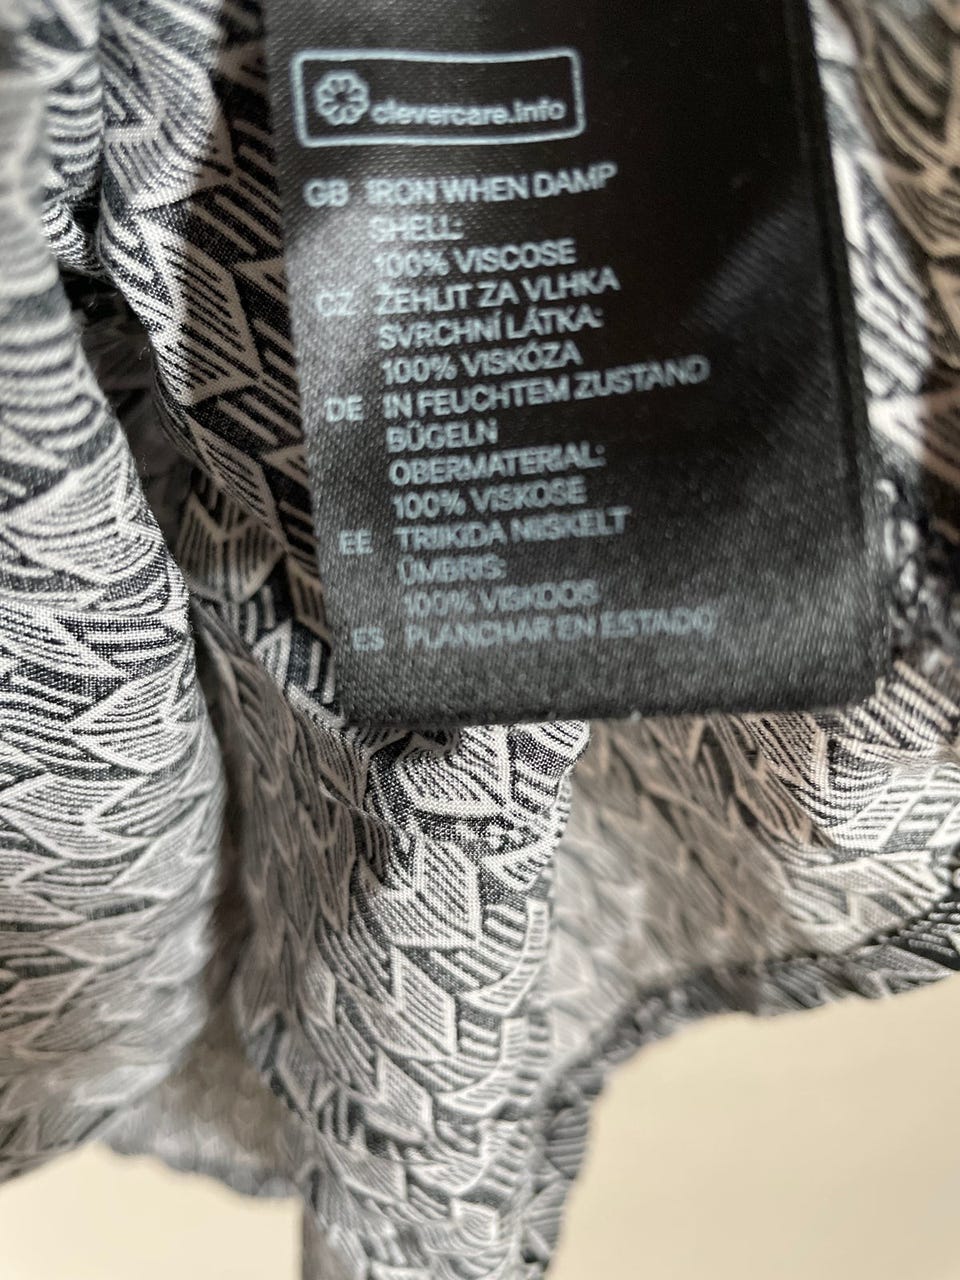 clevercare.info
GB IRON WHEN DAMP
SHELL:
100% VISCOSE
CZ ŽEHLIT ZA VLHKA
SVRCHNÍ LÁTKA:
100% VISKÓZA
DE IN FEUCHTEM ZUSTAND
BÜGELN
OBERMATERIAL:
100% VISKOSE
EE TRIIKIDA NIISKELT
ÜMBRIS:
100% VISKOOS
ES PLANCHAR EN ESTADO